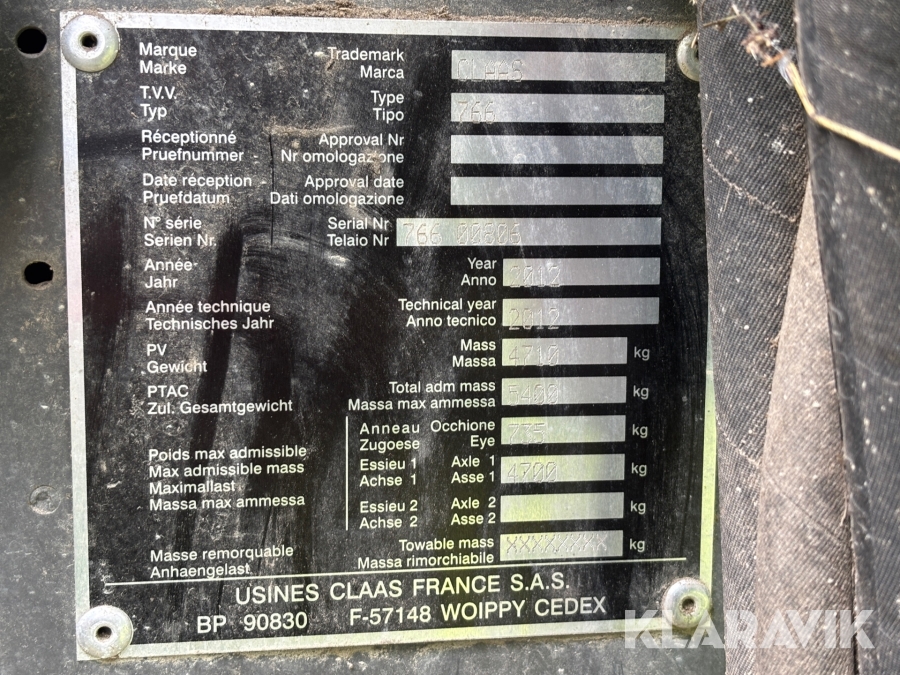 Marque Trademark
Marke Marca CLAAS
T.V.V. Type
Typ Tipo 766
Réceptionné Approval Nr
Pruefnummer Nr omologazione
Date réception Approval date
Pruefdatum Dati omologazione
N° série Serial Nr
Serien Nr. Telaio Nr 766 00806
Année Year
Jahr Anno 2012
Année technique Technical year
Technisches Jahr Anno tecnico 2012
PV Mass
Gewicht Massa 4710 kg
PTAC Total adm mass
Zul. Gesamtgewicht Massa max ammessa 5400 kg
Poids max admissible
Max admissible mass
Maximallast
Massa max ammessa
Anneau Occhione
Zugoese Eye 735 kg
Essieu 1 Axle 1
Achse 1 Asse 1 4700 kg
Essieu 2 Axle 2
Achse 2 Asse 2 kg
Masse remorquable Towable mass
Anhaengelast Massa rimorchiabile XXXXXXXX kg
USINES CLAAS FRANCE S.A.S.
BP 90830 F-57148 WOIPPY CEDEX
KLARAVIK